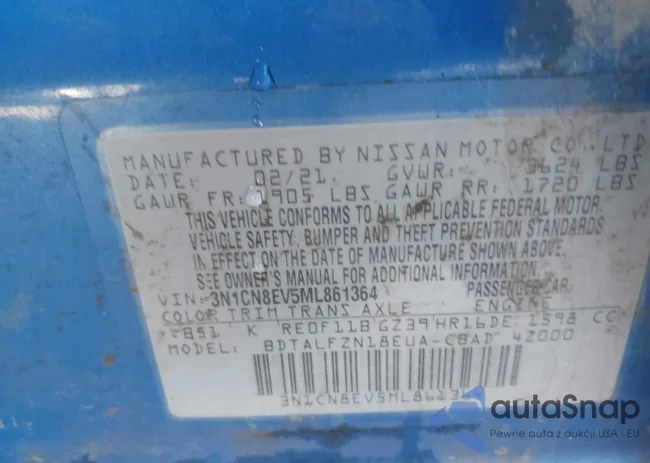 MANUFACTURED BY NISSAN MOTOR CO., LTD
DATE: 02/21. GVWR: 3624 LBS
GAWR FR: 1905 LBS GAWR RR: 1720 LBS
THIS VEHICLE CONFORMS TO ALL APPLICABLE FEDERAL MOTOR
VEHICLE SAFETY, BUMPER AND THEFT PREVENTION STANDARDS
IN EFFECT ON THE DATE OF MANUFACTURE SHOWN ABOVE.
SEE OWNER'S MANUAL FOR ADDITIONAL INFORMATION
VIN: 3N1CN8EV5ML861364 PASSENGER CAR
COLOR TRIM TRANS AXLE ENGINE
K RE0F11B GZ39 HR16DE 1598 CC
MODEL: BDTALFZN18EUA-CBAD 4Z000
3N1CN8EV5ML8613
autaSnap
Pewne auta z aukcji USA i EU